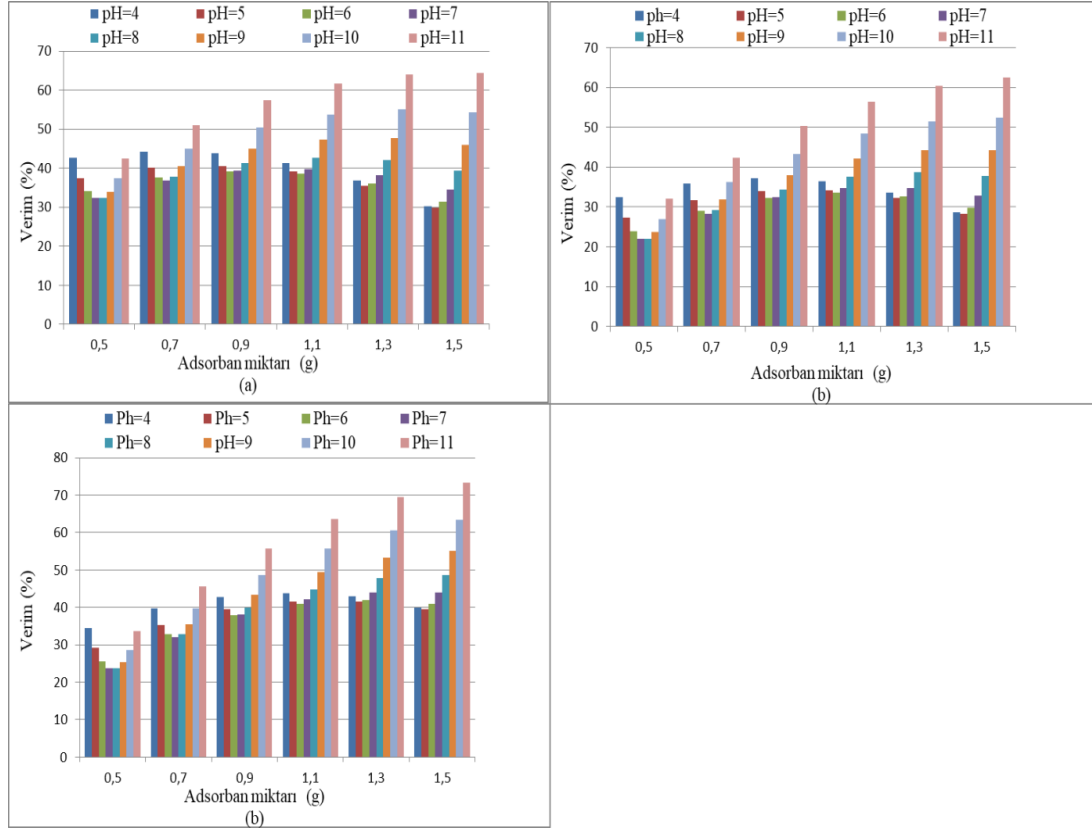 pH=4 pH=5 pH=6 pH=7
pH=8 pH=9 pH=10 pH=11
70
60
50
40
30
20
10
0
Verim (%)
0,5 0,7 0,9 1,1 1,3 1,5
Adsorban miktarı (g)
(a)
ph=4 pH=5 pH=6 pH=7
pH=8 pH=9 pH=10 pH=11
70
60
50
40
30
20
10
0
Verim (%)
0,5 0,7 0,9 1,1 1,3 1,5
Adsorban miktarı (g)
(b)
Ph=4 Ph=5 Ph=6 Ph=7
Ph=8 pH=9 Ph=10 Ph=11
80
70
60
50
40
30
20
10
0
Verim (%)
0,5 0,7 0,9 1,1 1,3 1,5
Adsorban miktarı (g)
(b)